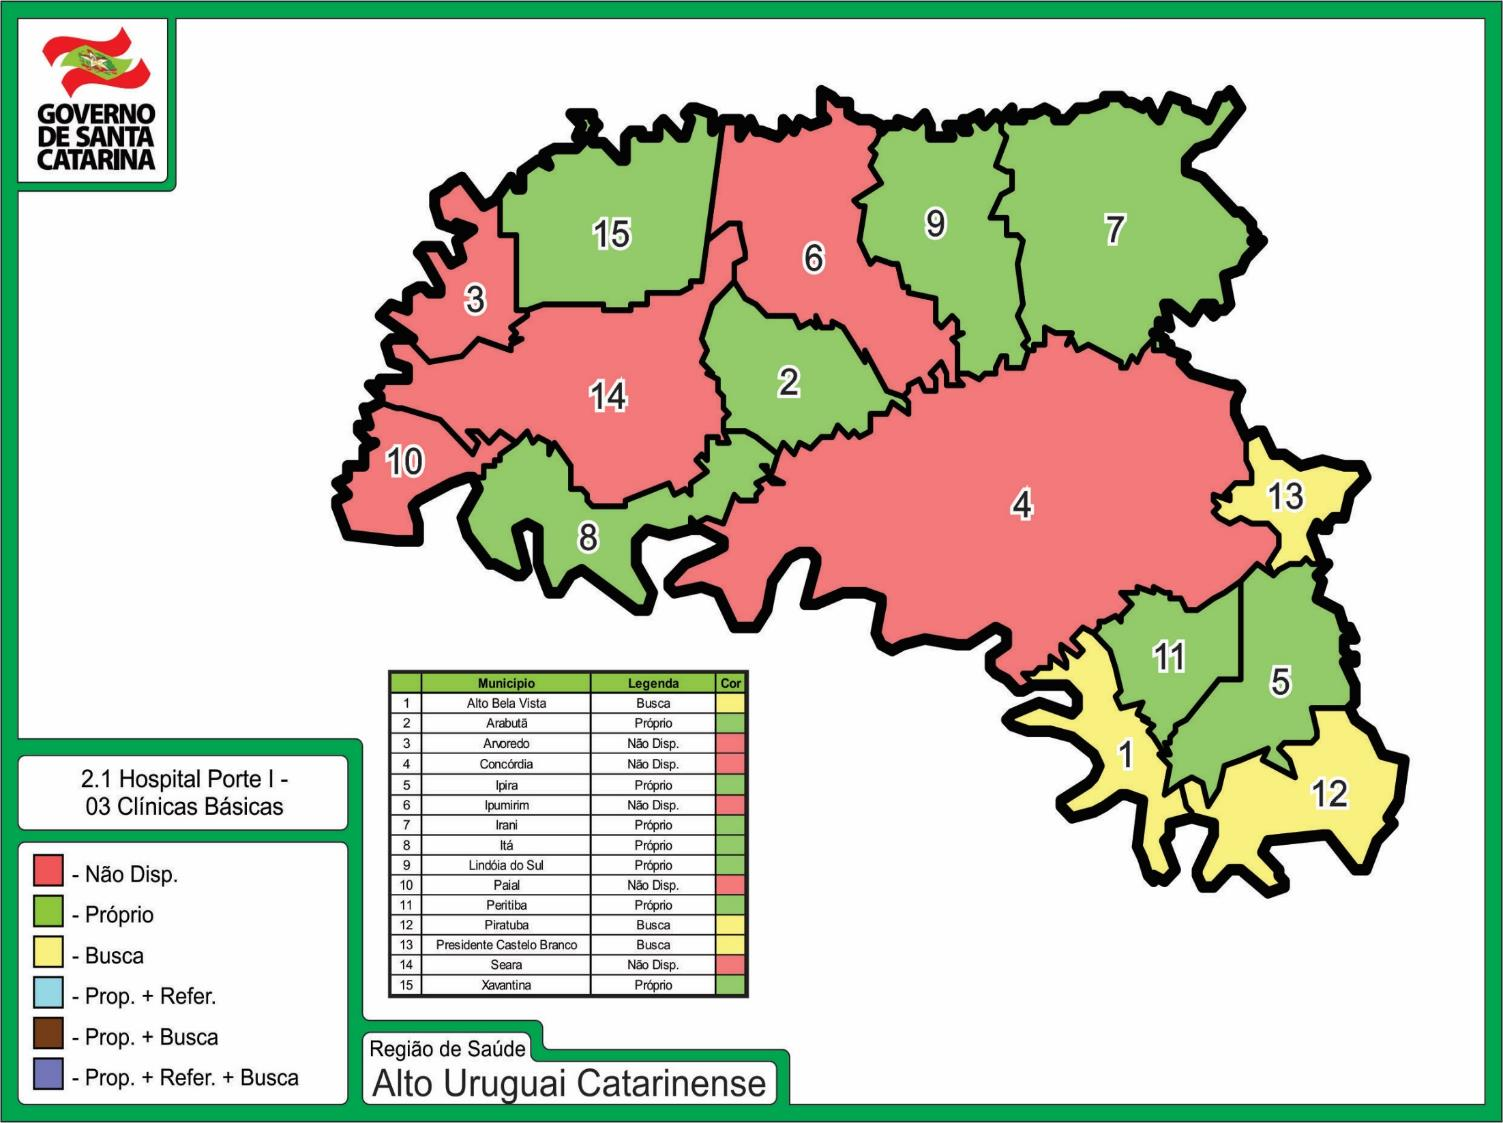 GOVERNO
DE SANTA
CATARINA
15
6
9
7
3
14
2
10
8
4
13
11
5
1
12
Municipio Legenda Cor
1 Alto Bela Vista Busca
2 Arabutã Próprio
3 Arvoredo Não Disp.
4 Concórdia Não Disp.
5 Ipira Próprio
6 Ipumirim Não Disp.
7 Irani Próprio
8 Itá Próprio
9 Lindóia do Sul Próprio
10 Paial Não Disp.
11 Peritiba Próprio
12 Piratuba Busca
13 Presidente Castelo Branco Busca
14 Seara Não Disp.
15 Xavantina Próprio
2.1 Hospital Porte I -
03 Clínicas Básicas
- Não Disp.
- Próprio
- Busca
- Prop. + Refer.
- Prop. + Busca
- Prop. + Refer. + Busca
Região de Saúde
Alto Uruguai Catarinense